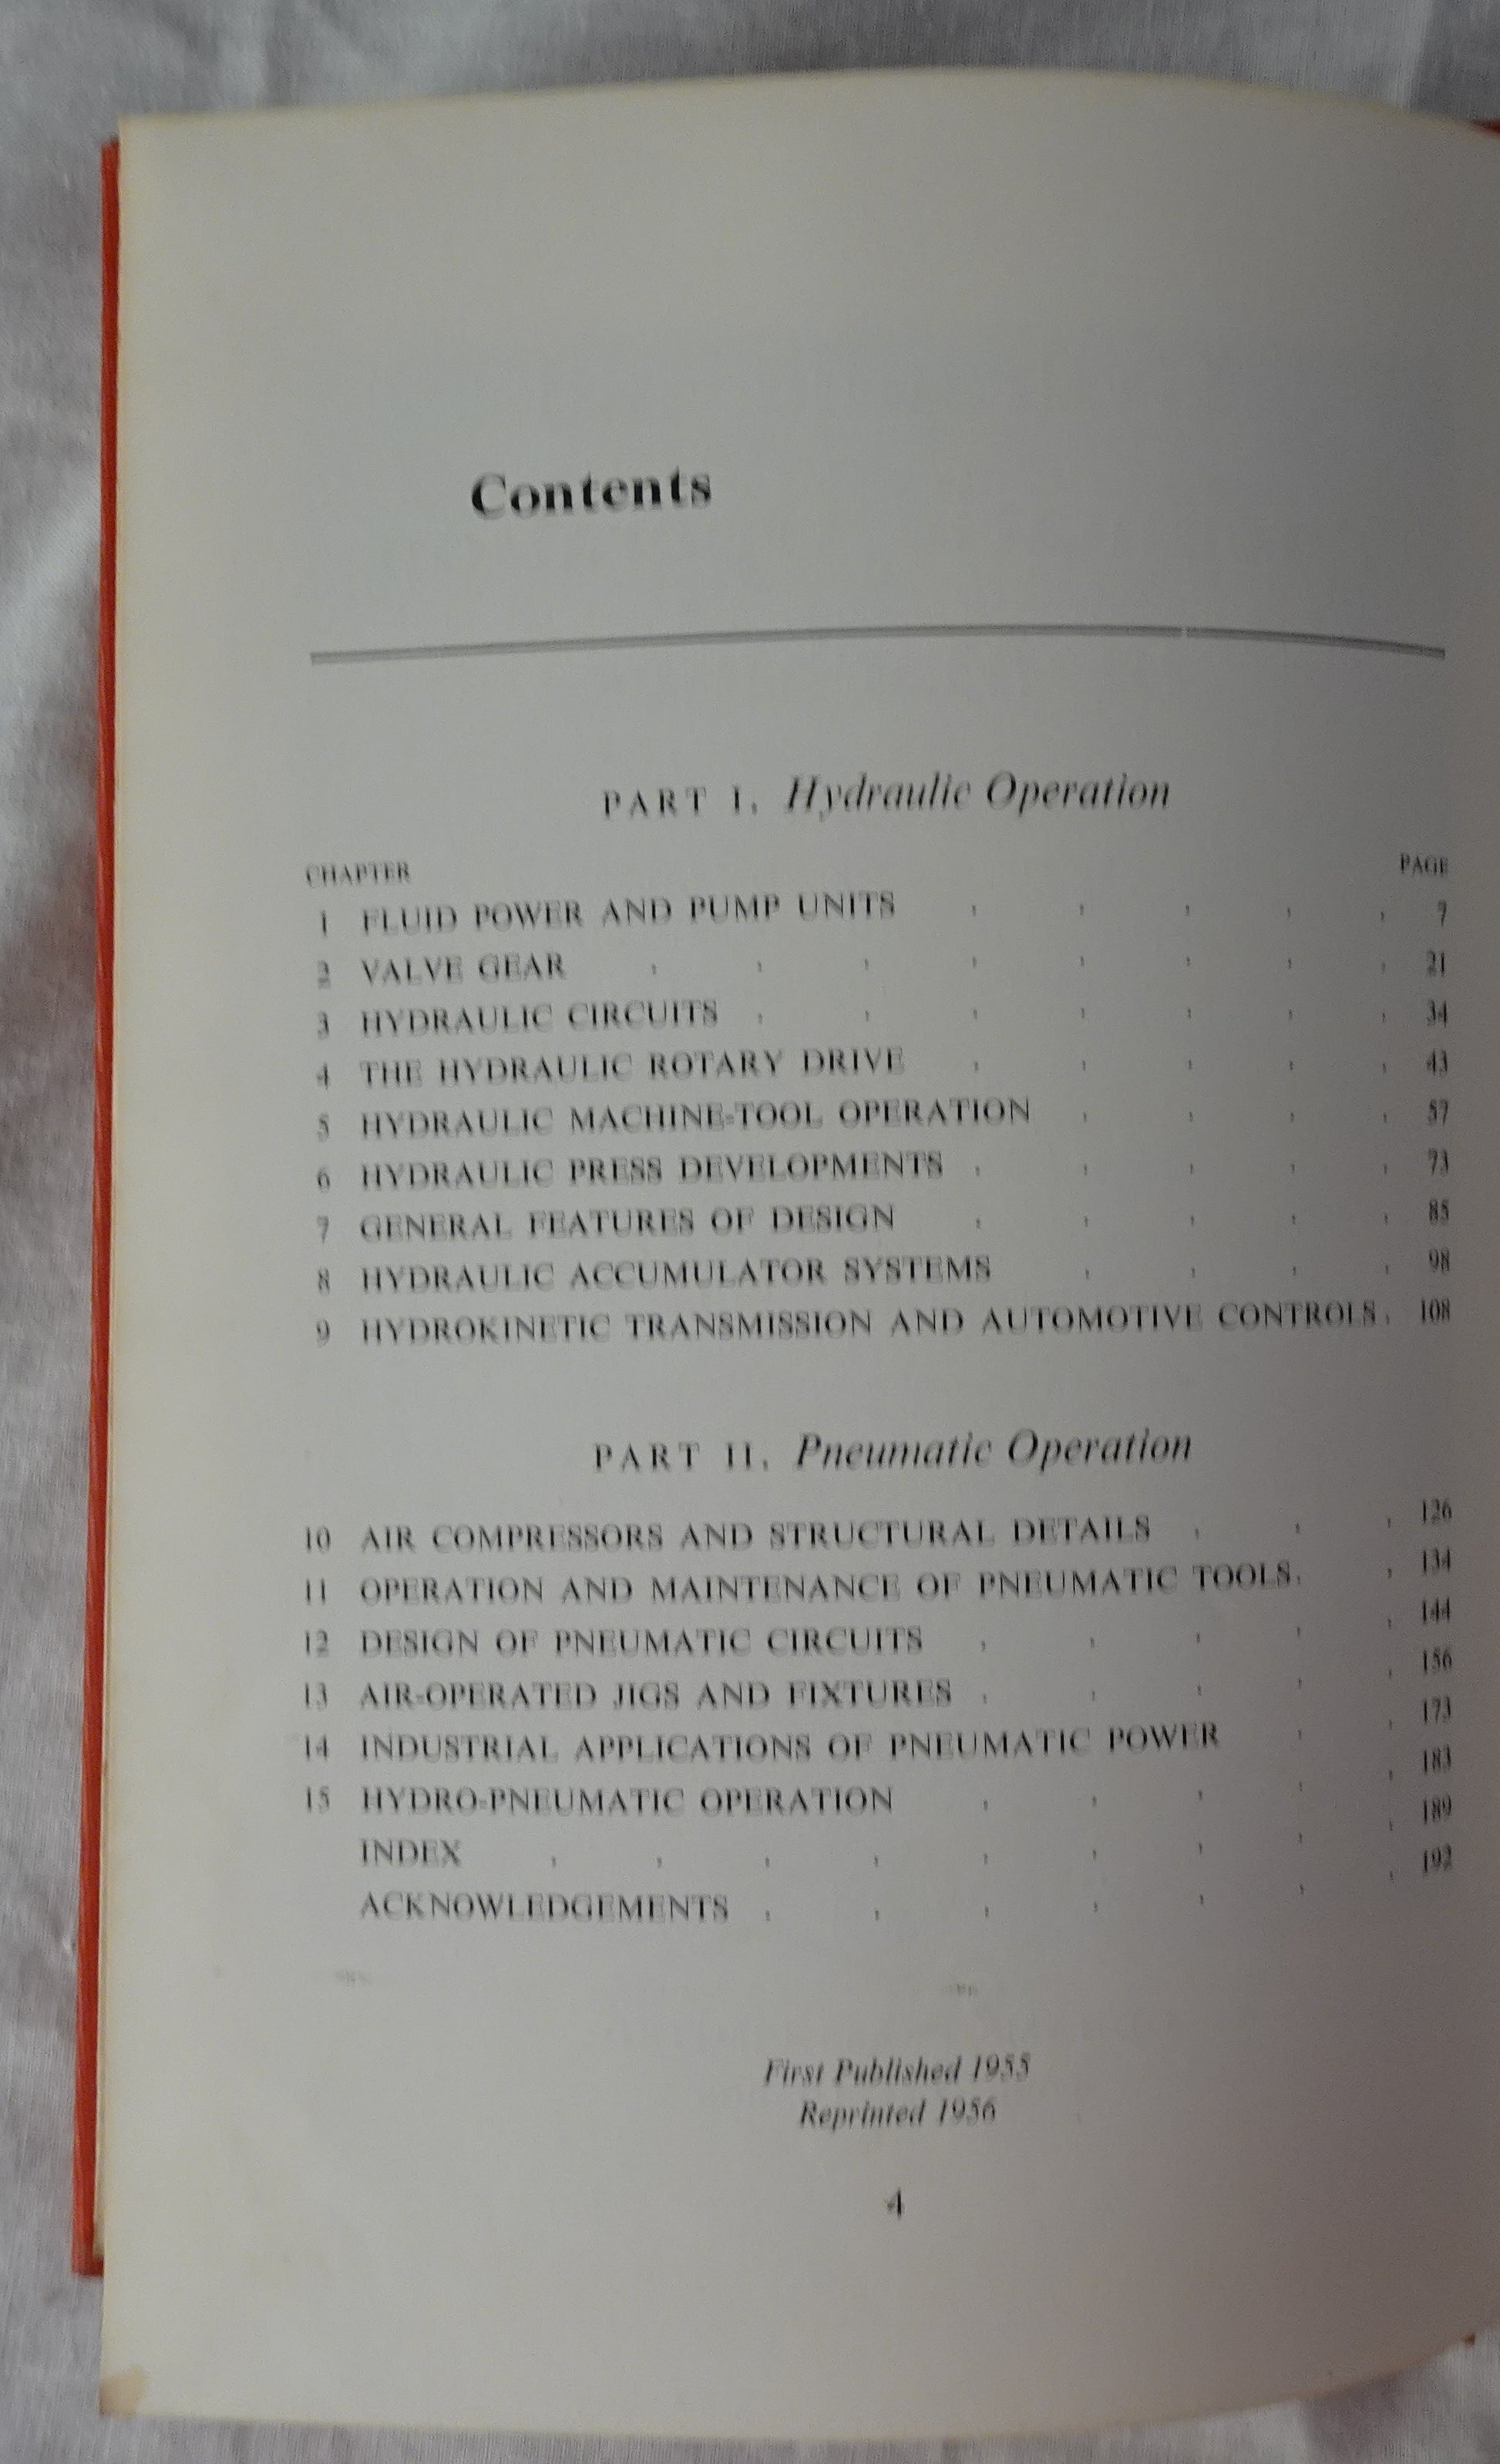 Contents
PART I. Hydraulic Operation
CHAPTER PAGE
1 FLUID POWER AND PUMP UNITS . . . . . 7
2 VALVE GEAR . . . . . . . . 21
3 HYDRAULIC CIRCUITS . . . . . . . 34
4 THE HYDRAULIC ROTARY DRIVE . . . . . 43
5 HYDRAULIC MACHINE-TOOL OPERATION . . . . 57
6 HYDRAULIC PRESS DEVELOPMENTS . . . . . 73
7 GENERAL FEATURES OF DESIGN . . . . . 85
8 HYDRAULIC ACCUMULATOR SYSTEMS . . . . 98
9 HYDROKINETIC TRANSMISSION AND AUTOMOTIVE CONTROLS . 108
PART II. Pneumatic Operation
10 AIR COMPRESSORS AND STRUCTURAL DETAILS . . . 126
11 OPERATION AND MAINTENANCE OF PNEUMATIC TOOLS . . 134
12 DESIGN OF PNEUMATIC CIRCUITS . . . . . 144
13 AIR-OPERATED JIGS AND FIXTURES . . . . . 156
14 INDUSTRIAL APPLICATIONS OF PNEUMATIC POWER . . 173
15 HYDRO-PNEUMATIC OPERATION . . . . . 183
INDEX . . . . . . . . . 189
ACKNOWLEDGEMENTS . . . . . . . 192
First Published 1955
Reprinted 1956
4